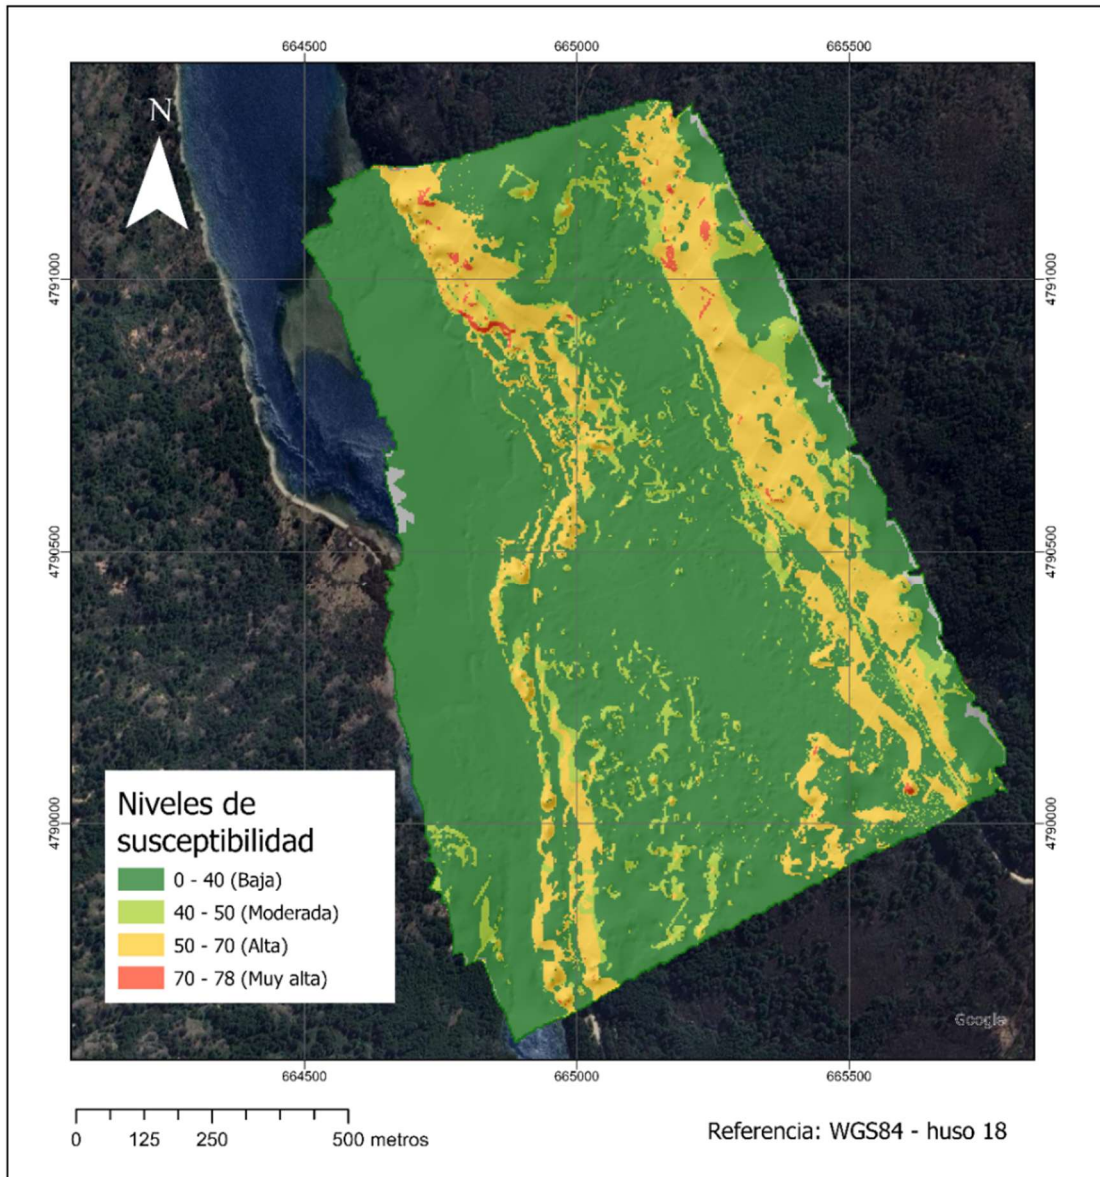 664500 665000 665500
N
4791000 4791000
4790500 4790500
4790000 4790000
Niveles de
susceptibilidad
0 - 40 (Baja)
40 - 50 (Moderada)
50 - 70 (Alta)
70 - 78 (Muy alta)
Google
664500 665000 665500
0 125 250 500 metros
Referencia: WGS84 - huso 18